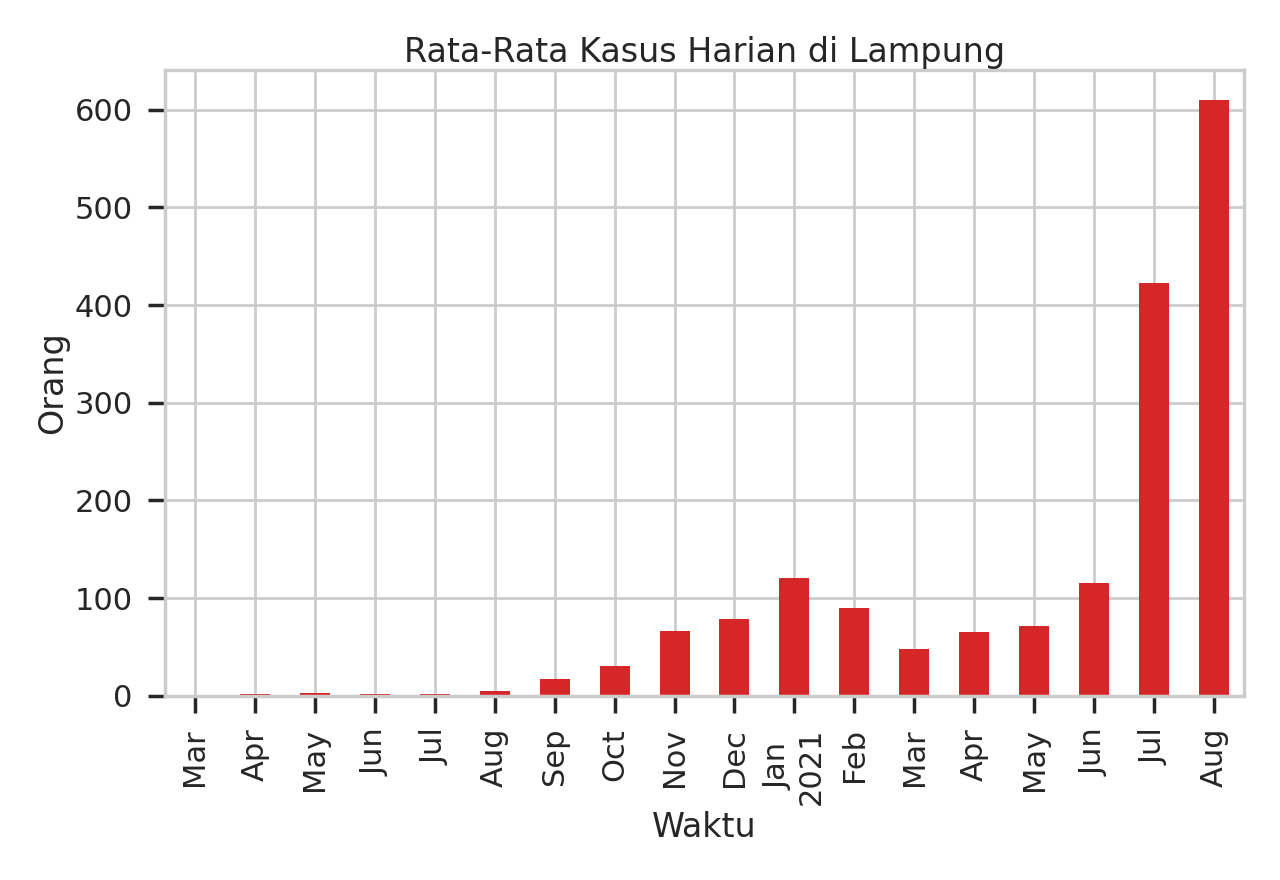 Rata-Rata Kasus Harian di Lampung
600
500
400
300
200
100
0
Orang
Mar
Apr
May
Jun
Jul
Aug
Sep
Oct
Nov
Dec
Jan
2021
Feb
Mar
Apr
May
Jun
Jul
Aug
Waktu